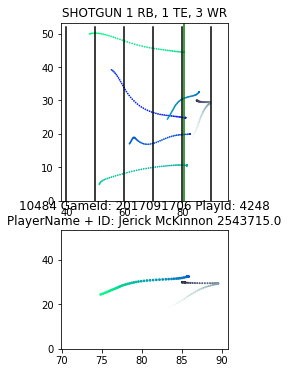 SHOTGUN 1 RB, 1 TE, 3 WR
50
40
30
20
10
0
40 60 80
10484 GameId: 2017091706 PlayId: 4248
PlayerName + ID: Jerick McKinnon 2543715.0
40
20
0
70 75 80 85 90